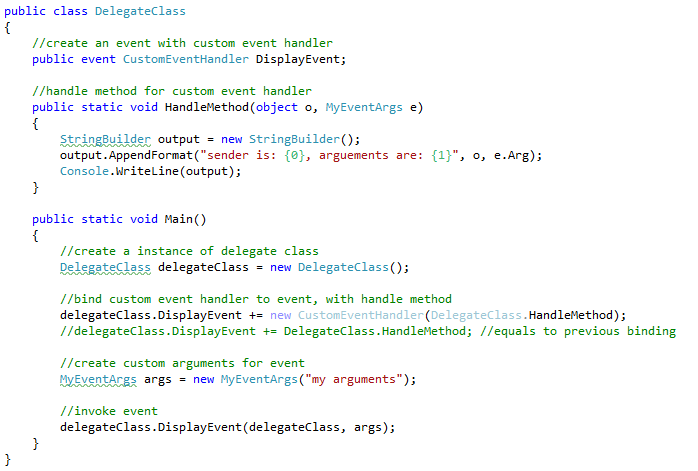 public class DelegateClass
{
    //create an event with custom event handler
    public event CustomEventHandler DisplayEvent;

    //handle method for custom event handler
    public static void HandleMethod(object o, MyEventArgs e)
    {
        StringBuilder output = new StringBuilder();
        output.AppendFormat("sender is: {0}, arguements are: {1}", o, e.Arg);
        Console.WriteLine(output);
    }

    public static void Main()
    {
        //create a instance of delegate class
        DelegateClass delegateClass = new DelegateClass();

        //bind custom event handler to event, with handle method
        delegateClass.DisplayEvent += new CustomEventHandler(DelegateClass.HandleMethod);
        //delegateClass.DisplayEvent += DelegateClass.HandleMethod; //equals to previous binding

        //create custom arguments for event
        MyEventArgs args = new MyEventArgs("my arguments");

        //invoke event
        delegateClass.DisplayEvent(delegateClass, args);
    }
}